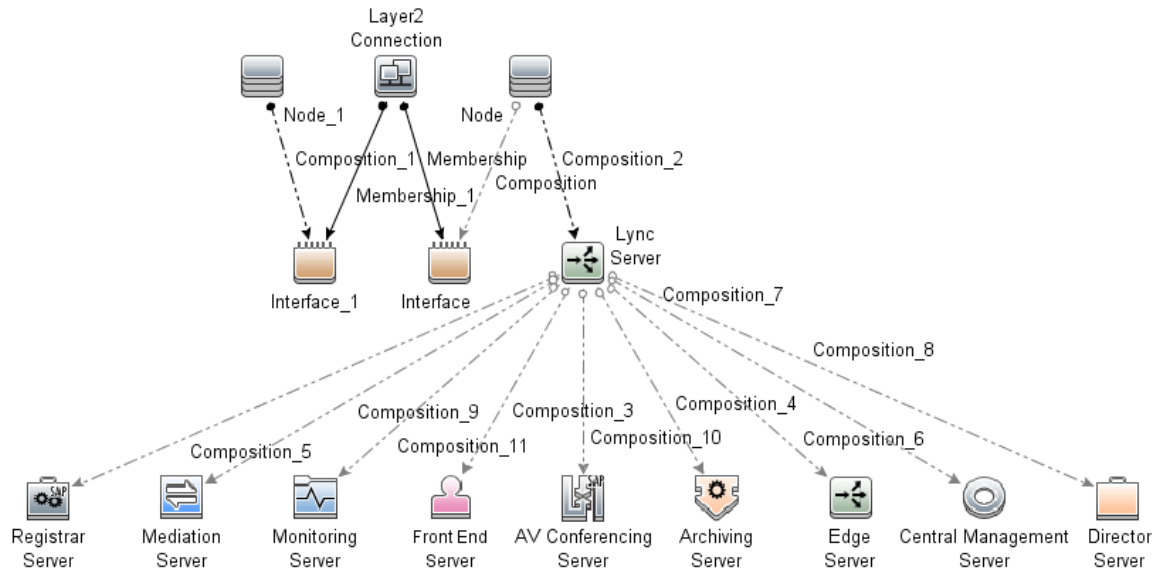 Layer2
Connection
Node_1
Node
Composition_1
Membership
Composition_2
Composition
Membership_1
Lync
Server
Interface_1
Interface
Composition_7
Composition_8
Composition_9
Composition_3
Composition_4
Composition_5
Composition_11
Composition_10
Composition_6
SAP
SAP
Registrar
Server
Mediation
Server
Monitoring
Server
Front End
Server
AV Conferencing
Server
Archiving
Server
Edge
Server
Central Management
Server
Director
Server